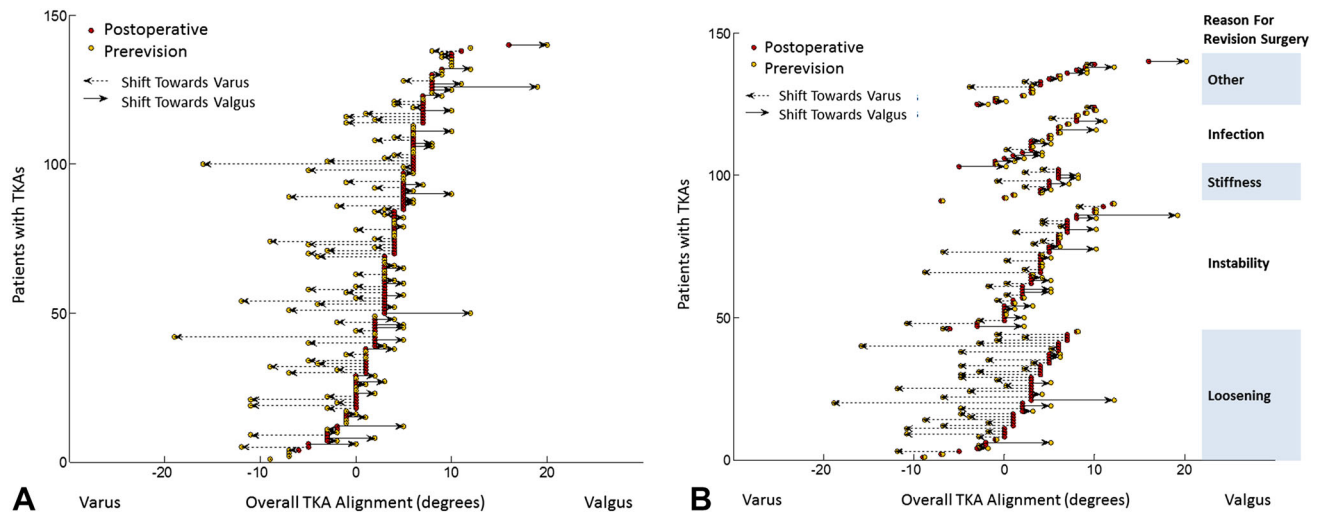 150
Postoperative
Prerevision
Shift Towards Varus
Shift Towards Valgus
100
50
0
Patients with TKAs
-20
-10
0
10
20
A
Varus
Overall TKA Alignment (degrees)
Valgus
150
Postoperative
Prerevision
Shift Towards Varus
Shift Towards Valgus
100
50
0
Patients with TKAs
-20
-10
0
10
20
B
Varus
Overall TKA Alignment (degrees)
Valgus
Reason For
Revision Surgery
Other
Infection
Stiffness
Instability
Loosening